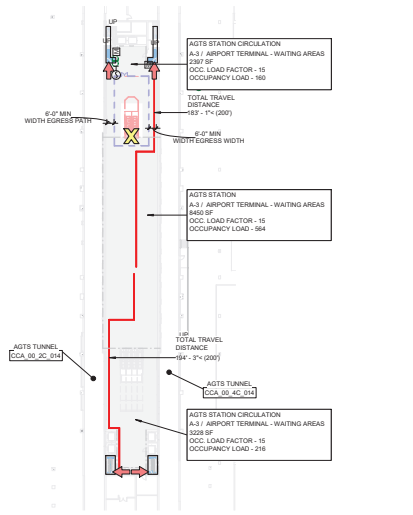 UP
UP
UP
AGTS STATION CIRCULATION
A-3 / AIRPORT TERMINAL - WAITING AREAS
2397 SF
OCC. LOAD FACTOR - 15
OCCUPANCY LOAD - 160
TOTAL TRAVEL
DISTANCE
183' - 1"< (200')
6'-0" MIN
WIDTH EGRESS PATH
X
6'-0" MIN
WIDTH EGRESS WIDTH
AGTS STATION
A-3 / AIRPORT TERMINAL - WAITING AREAS
8450 SF
OCC. LOAD FACTOR - 15
OCCUPANCY LOAD - 564
UP
TOTAL TRAVEL
DISTANCE
194' - 3"< (200')
AGTS TUNNEL
CCA_00_2C_014
AGTS TUNNEL
CCA_00_4C_014
AGTS STATION CIRCULATION
A-3 / AIRPORT TERMINAL - WAITING AREAS
3228 SF
OCC. LOAD FACTOR - 15
OCCUPANCY LOAD - 216